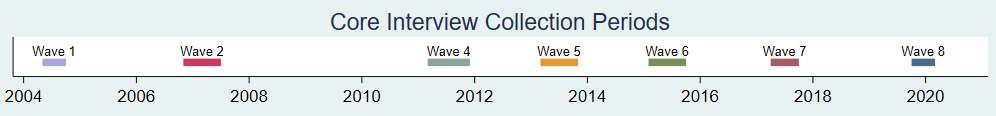 Core Interview Collection Periods
Wave 1 Wave 2 Wave 4 Wave 5 Wave 6 Wave 7 Wave 8
2004 2006 2008 2010 2012 2014 2016 2018 2020